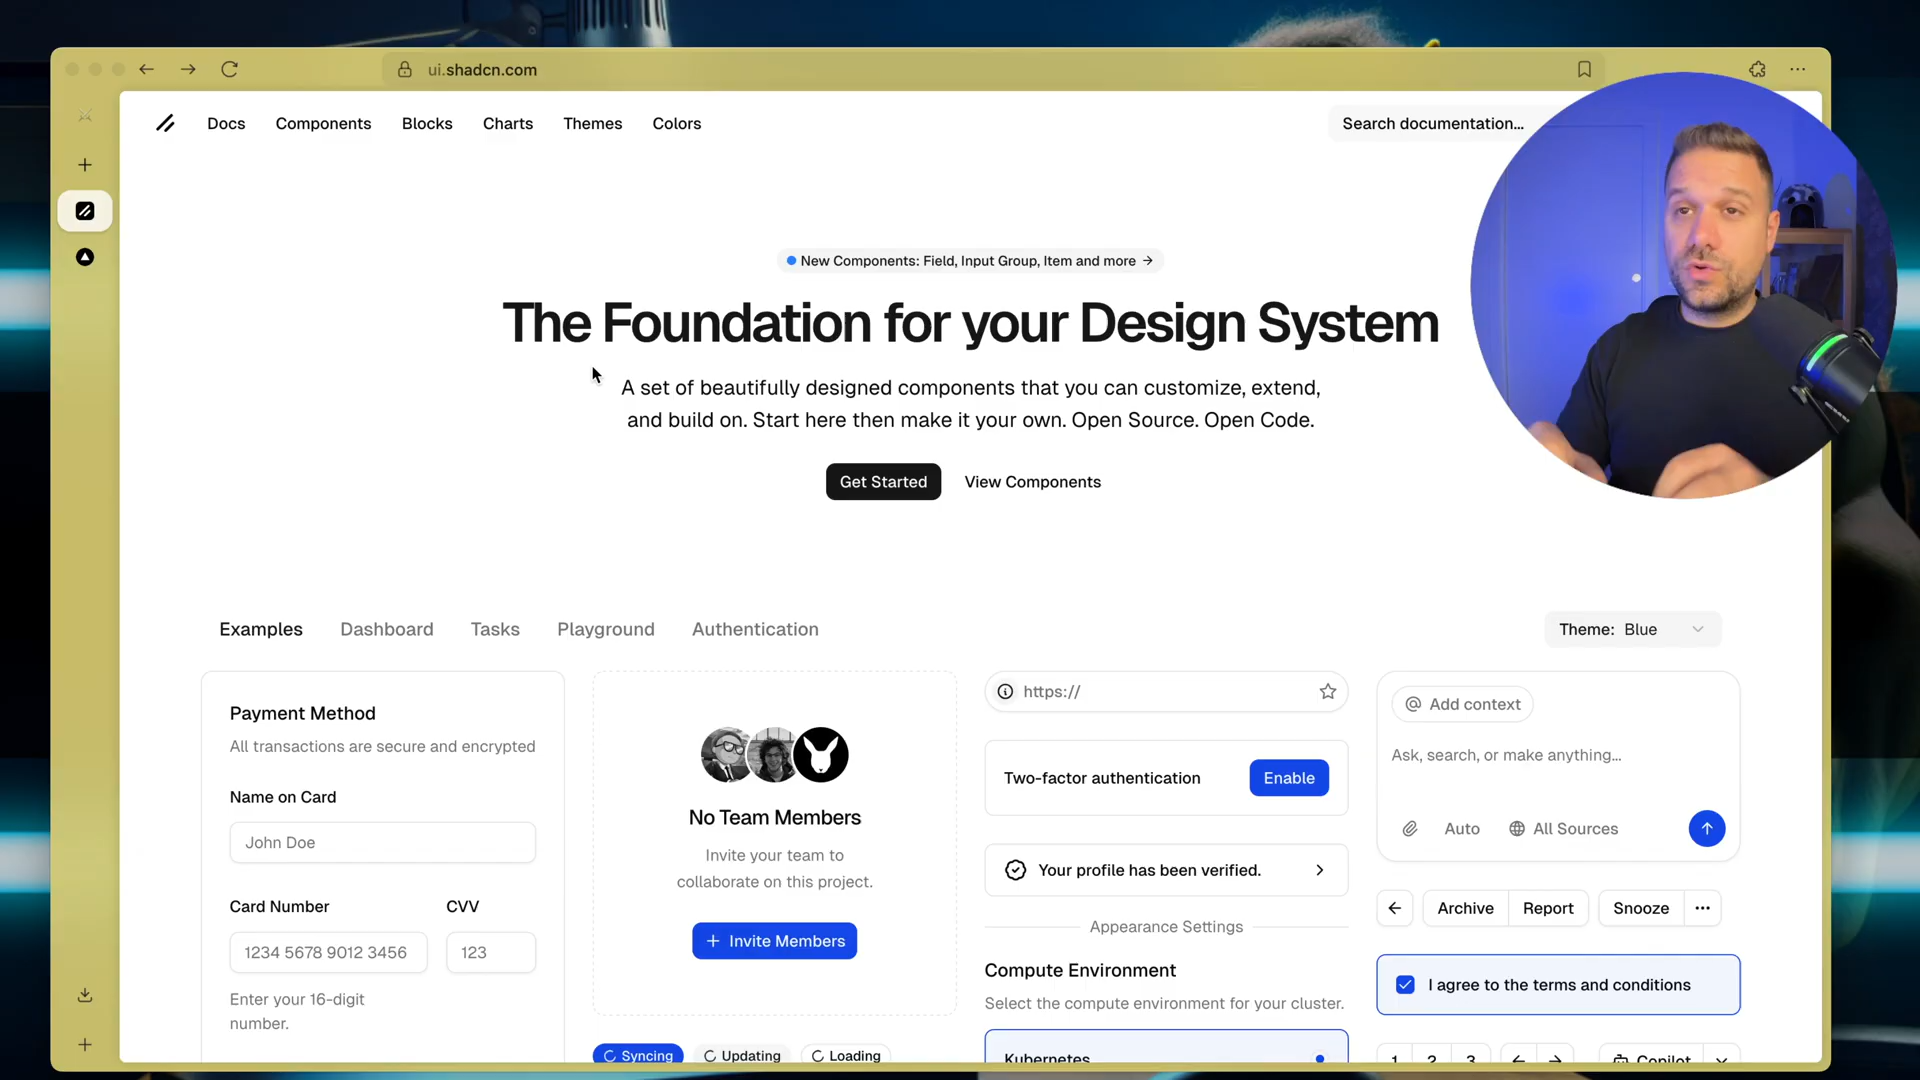 ui.shadcn.com
Docs
Components
Blocks
Charts
Themes
Colors
Search documentation...
New Components: Field, Input Group, Item and more →
The Foundation for your Design System
A set of beautifully designed components that you can customize, extend,
and build on. Start here then make it your own. Open Source. Open Code.
Get Started
View Components
Examples
Dashboard
Tasks
Playground
Authentication
Theme: Blue
Payment Method
All transactions are secure and encrypted
Name on Card
John Doe
Card Number
CVV
1234 5678 9012 3456
123
Enter your 16-digit
number.
No Team Members
Invite your team to
collaborate on this project.
+ Invite Members
Syncing
Updating
Loading
https://
Two-factor authentication
Enable
Your profile has been verified.
Appearance Settings
Compute Environment
Select the compute environment for your cluster.
Kubernetes
@ Add context
Ask, search, or make anything...
Auto
All Sources
Archive
Report
Snooze
I agree to the terms and conditions
1
2
3
Copilot